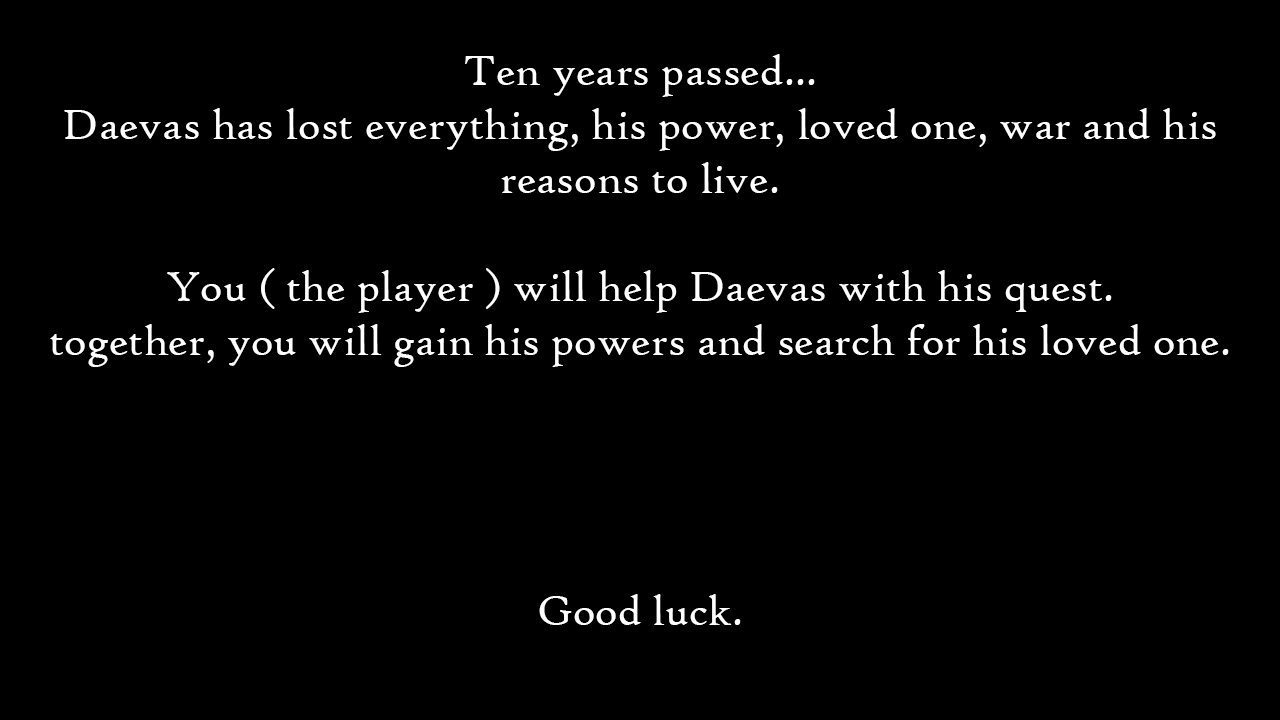 Ten years passed...
Daevas has lost everything, his power, loved one, war and his
reasons to live.
You ( the player ) will help Daevas with his quest.
together, you will gain his powers and search for his loved one.
Good luck.